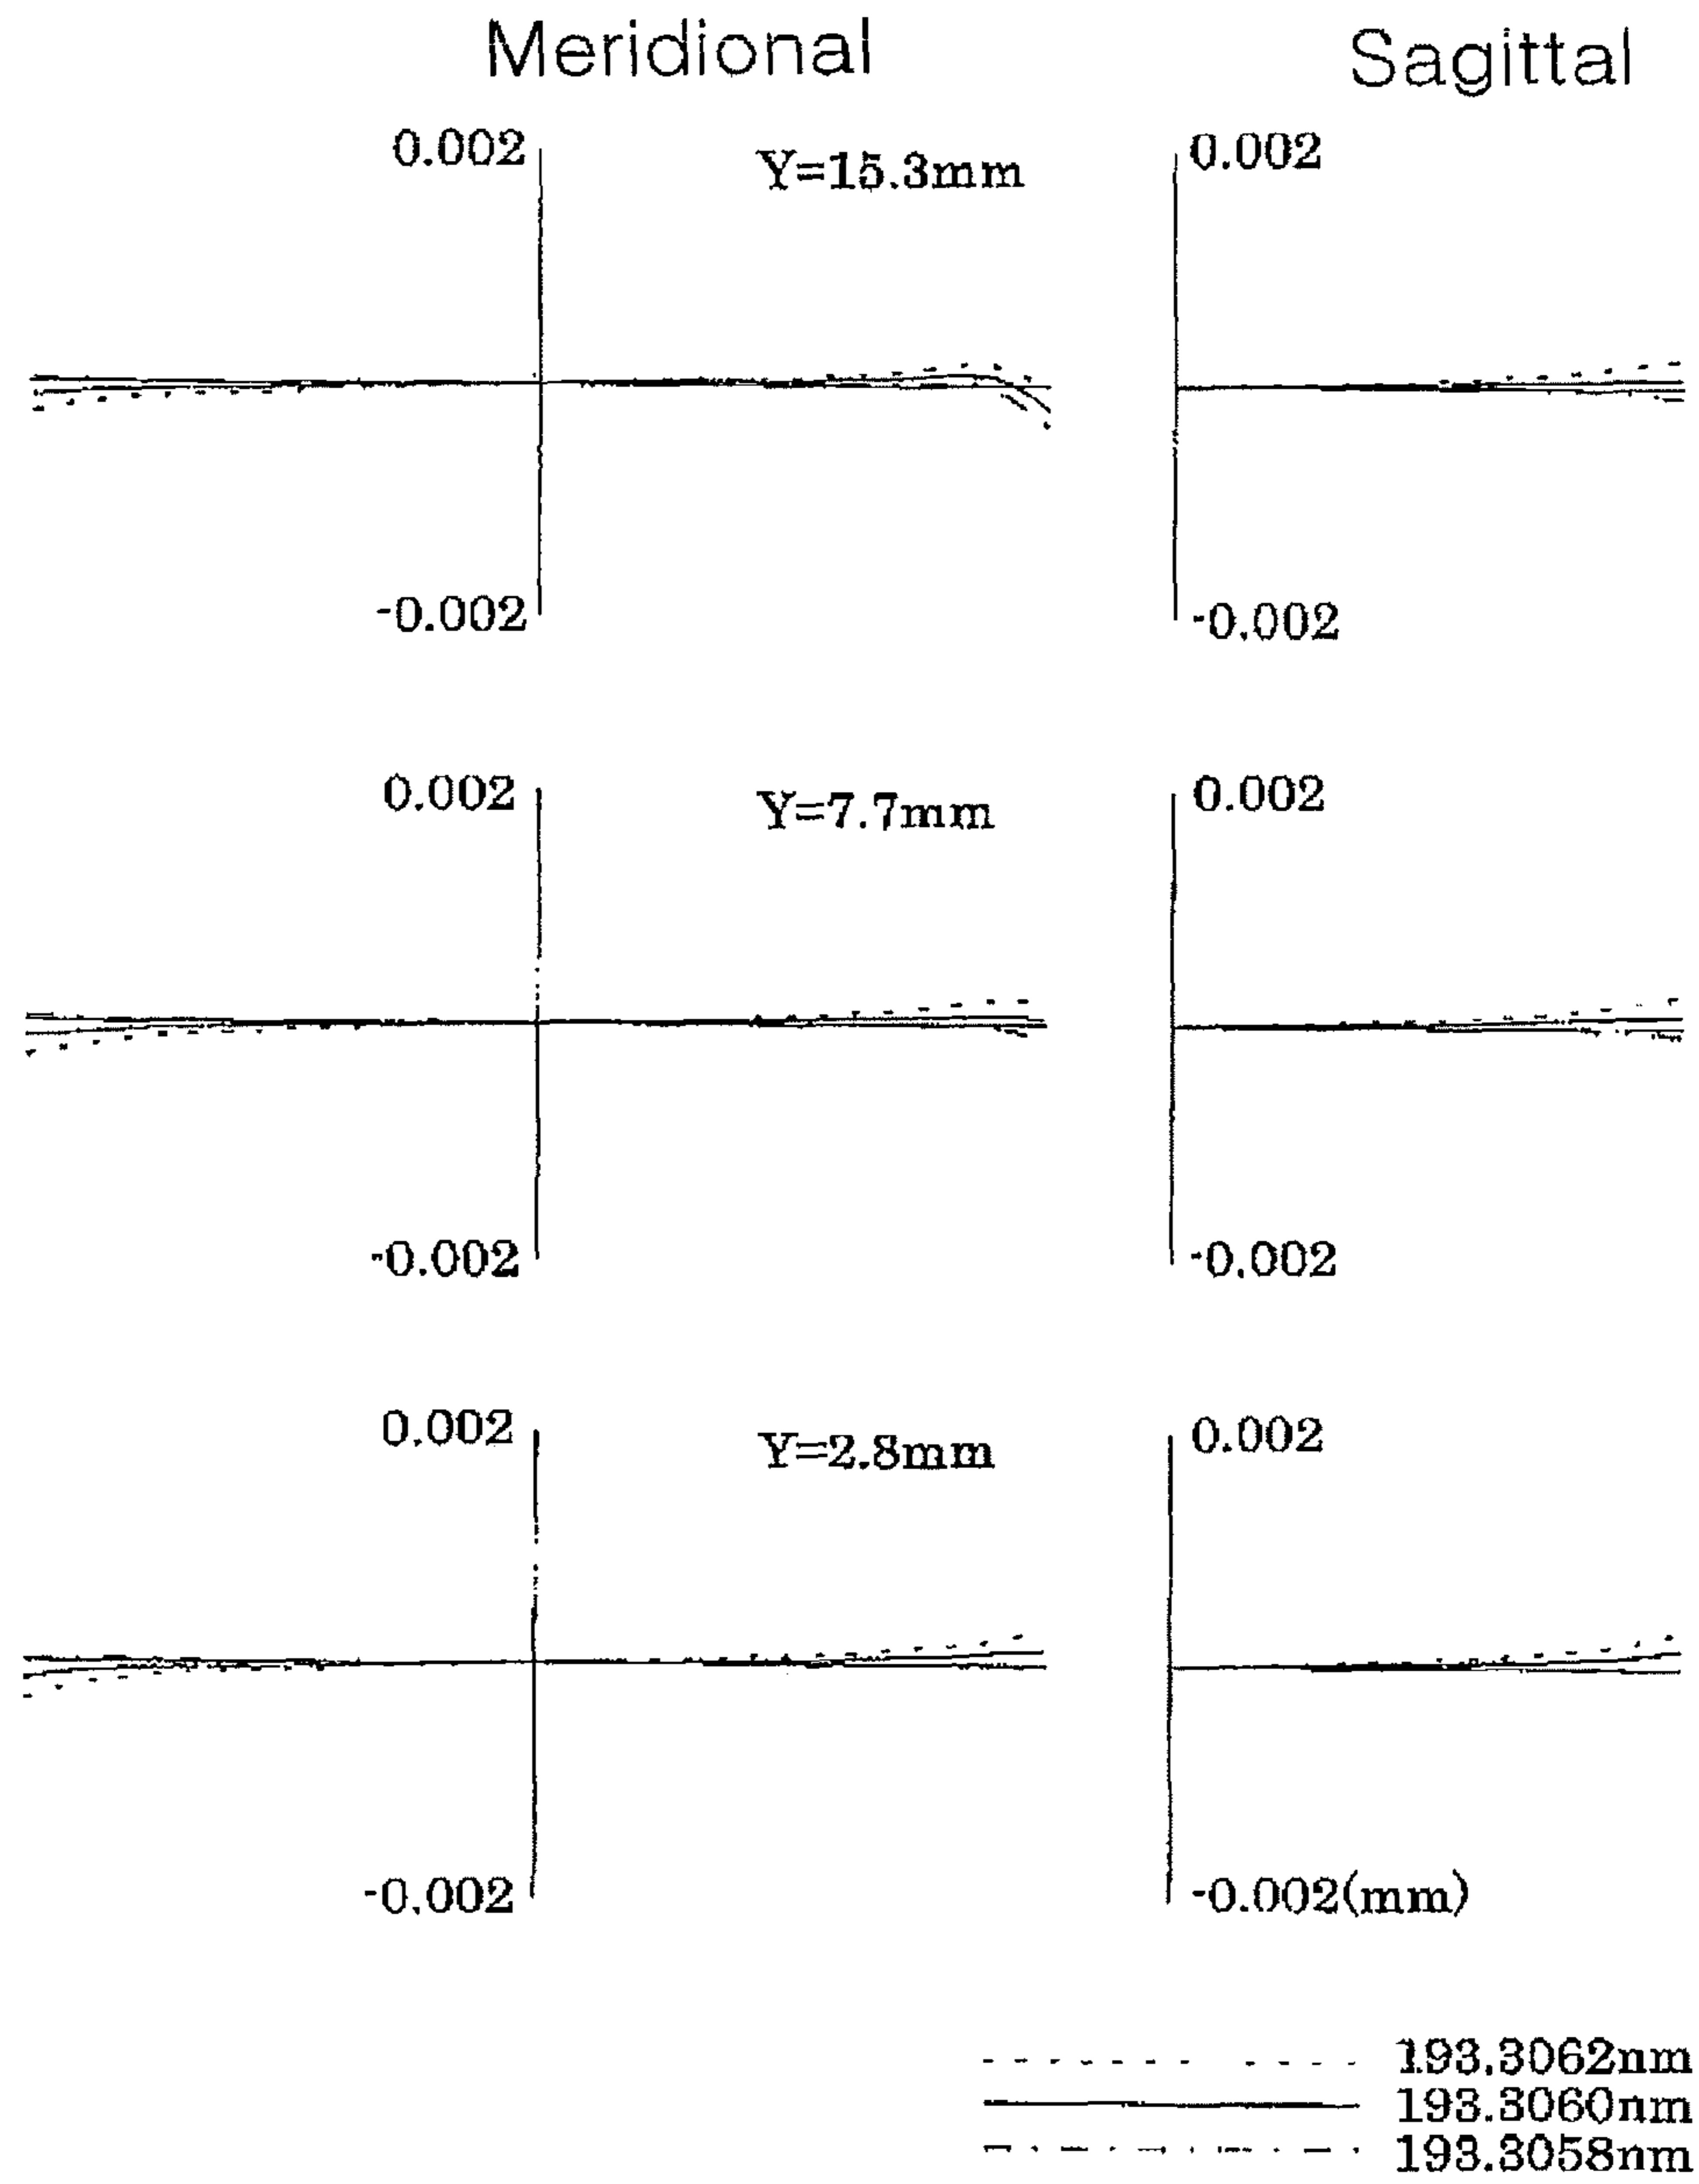 Meridional Sagittal
0.002 Y=15.3mm 0.002
-0.002 -0.002
0.002 Y=7.7mm 0.002
-0.002 -0.002
0.002 Y=2.8mm 0.002
-0.002 -0.002(mm)
193.3062nm
193.3060nm
193.3058nm